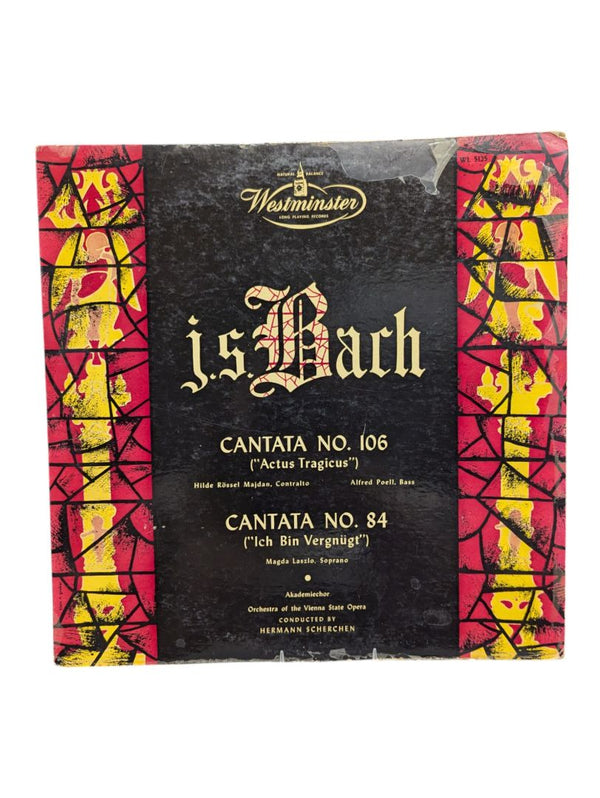 WL 5125
NATURAL BALANCE
Westminster
LONG PLAYING RECORDS
j.s. Bach
CANTATA NO. 106
("Actus Tragicus")
Hilde Rössel Majdan, Contralto Alfred Poell, Bass
CANTATA NO. 84
("Ich Bin Vergnügt")
Magda Laszlo, Soprano
Akademiechor
Orchestra of the Vienna State Opera
CONDUCTED BY
HERMANN SCHERCHEN